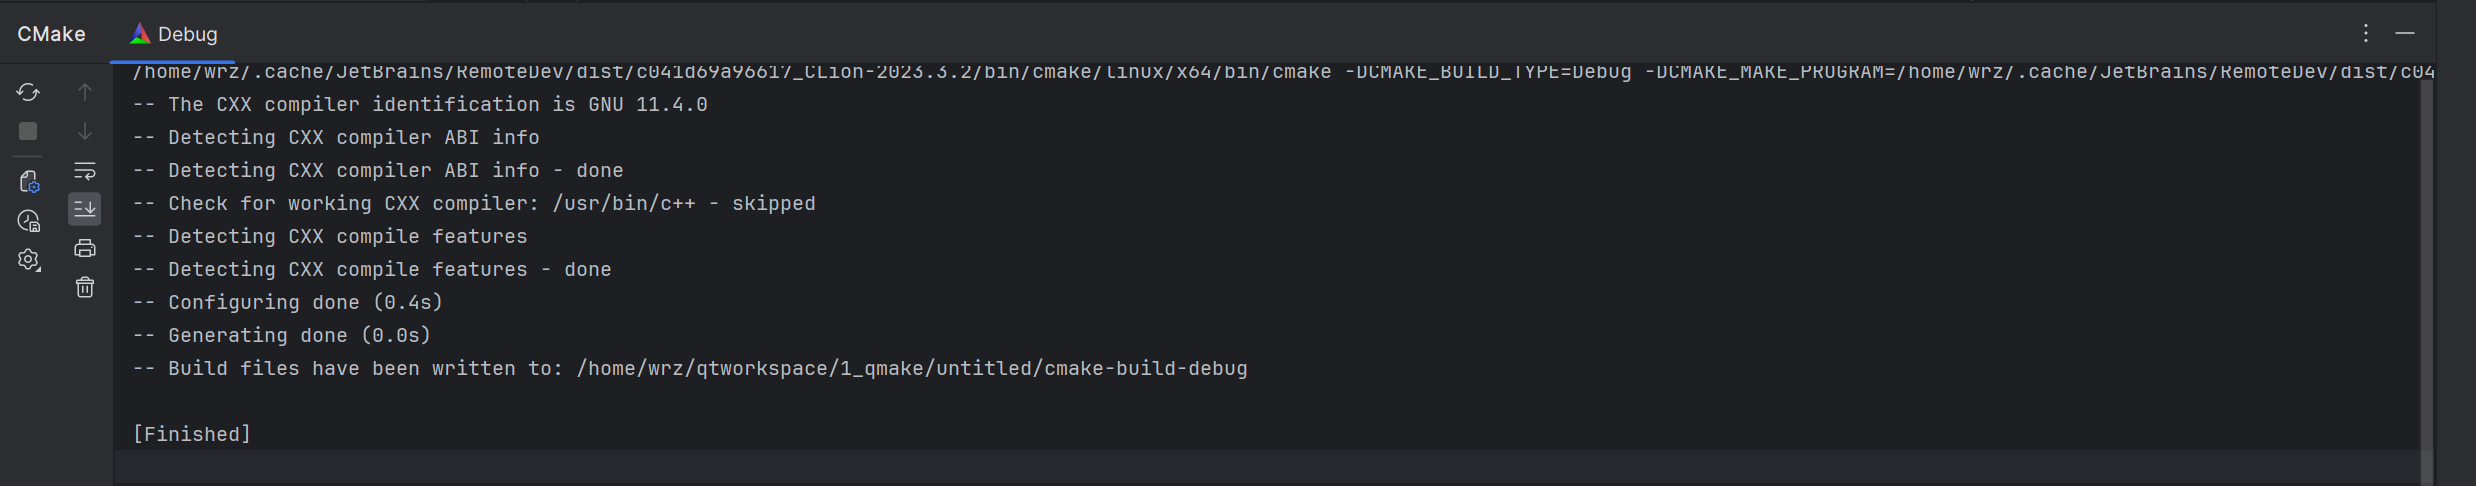 CMake Debug
/home/wrz/.cache/JetBrains/RemoteDev/dist/c041d69a96617_CLion-2023.3.2/bin/cmake/linux/x64/bin/cmake -DCMAKE_BUILD_TYPE=Debug -DCMAKE_MAKE_PROGRAM=/home/wrz/.cache/JetBrains/RemoteDev/dist/c04
-- The CXX compiler identification is GNU 11.4.0
-- Detecting CXX compiler ABI info
-- Detecting CXX compiler ABI info - done
-- Check for working CXX compiler: /usr/bin/c++ - skipped
-- Detecting CXX compile features
-- Detecting CXX compile features - done
-- Configuring done (0.4s)
-- Generating done (0.0s)
-- Build files have been written to: /home/wrz/qtworkspace/1_qmake/untitled/cmake-build-debug
[Finished]